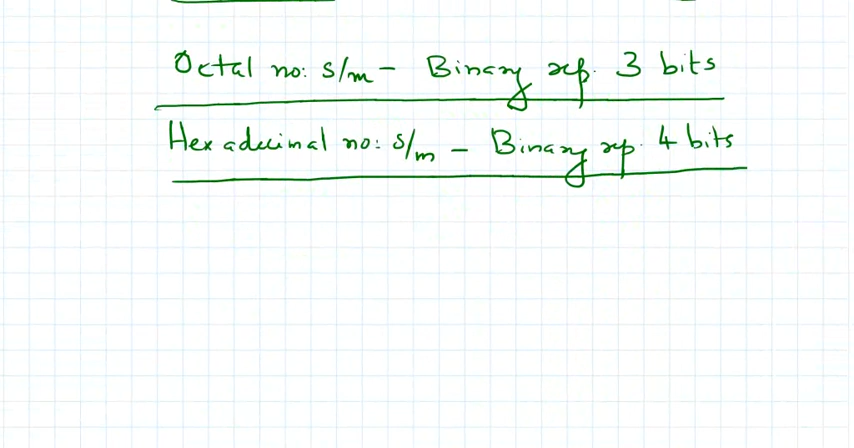 Octal no: s/m - Binary rep. 3 bits
Hexadecimal no: s/m - Binary rep. 4 bits